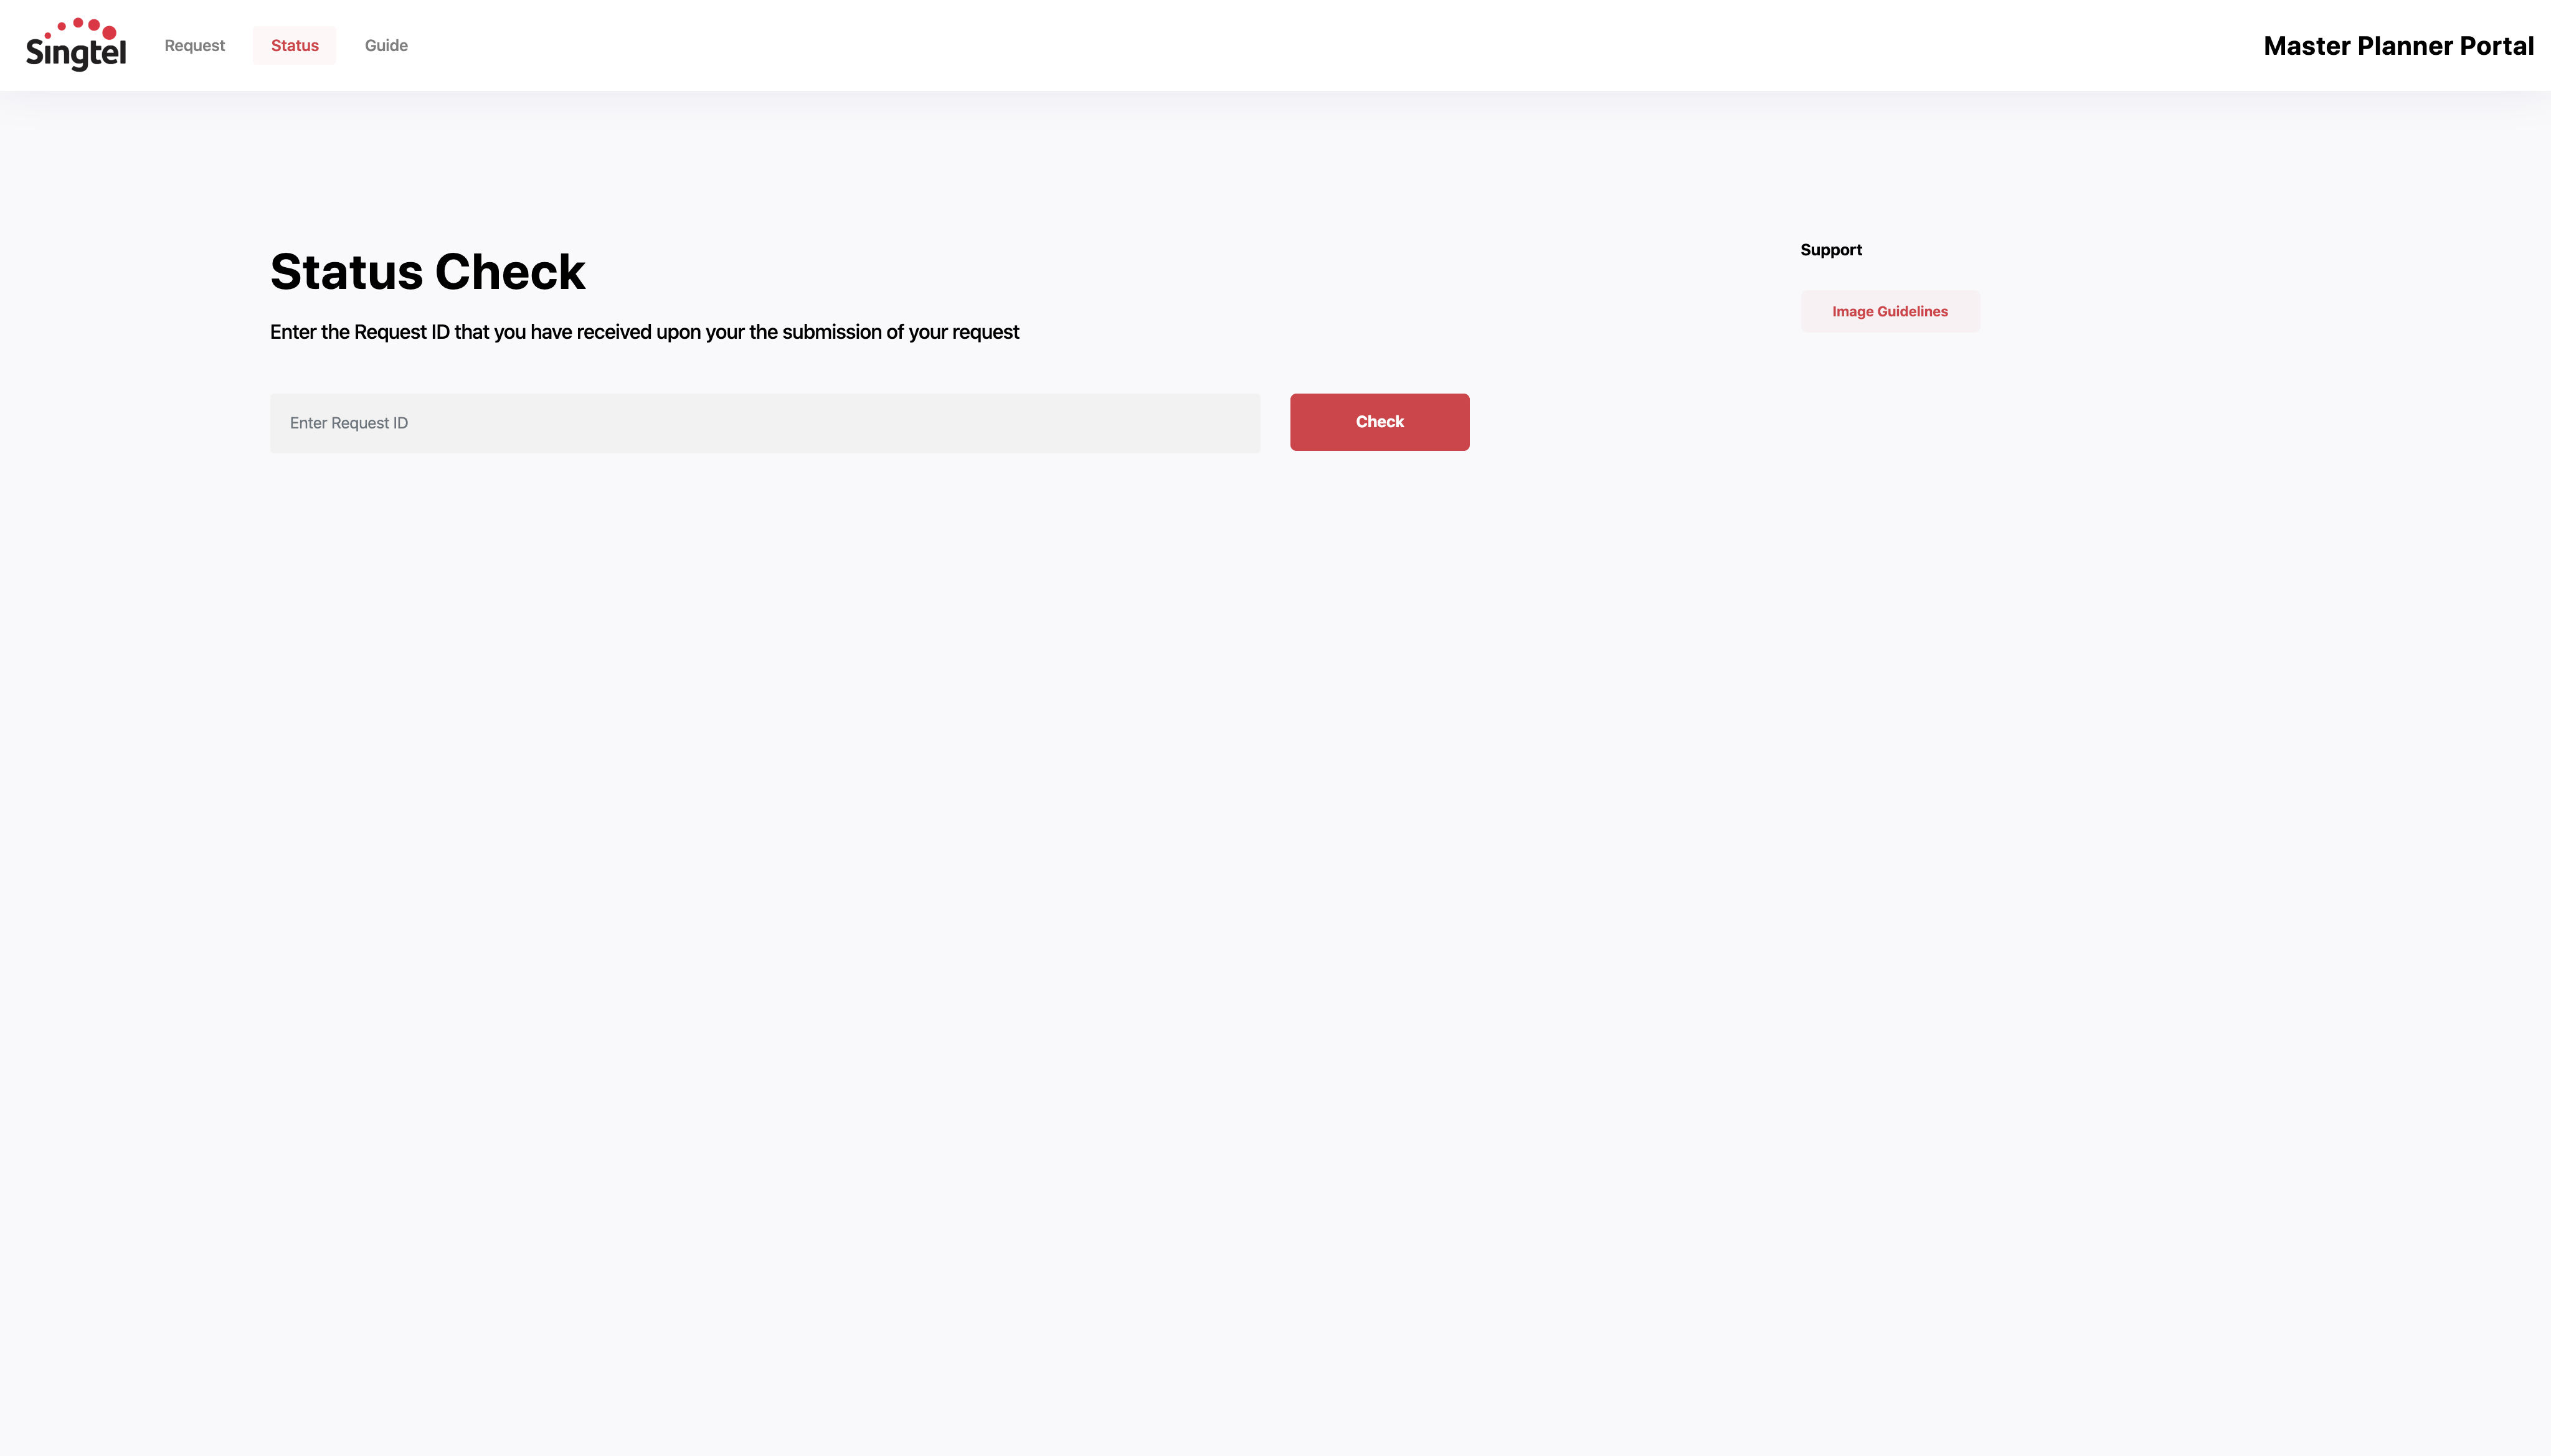 Singtel
Request
Status
Guide
Master Planner Portal
Status Check
Enter the Request ID that you have received upon your the submission of your request
Enter Request ID
Check
Support
Image Guidelines